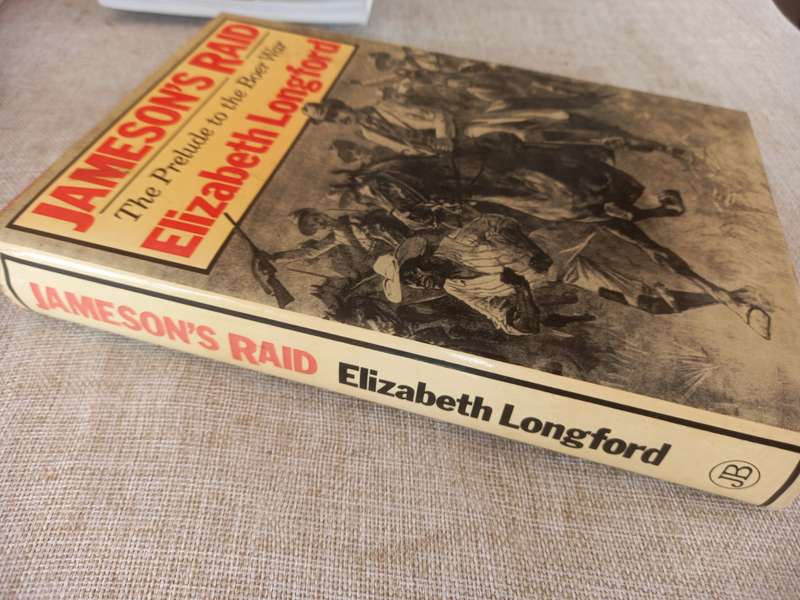 JAMESON'S RAID
The Prelude to the Boer War
Elizabeth Longford
JAMESON'S RAID Elizabeth Longford JB